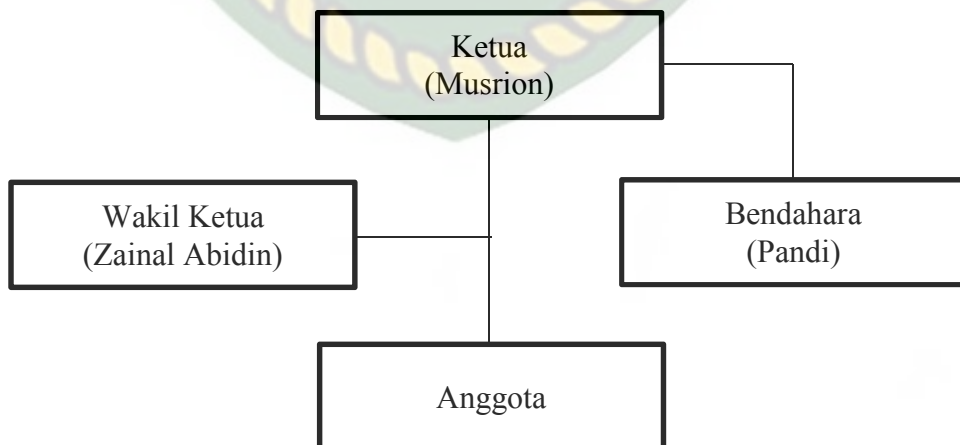 Ketua
(Musrion)
Wakil Ketua
(Zainal Abidin)
Bendahara
(Pandi)
Anggota